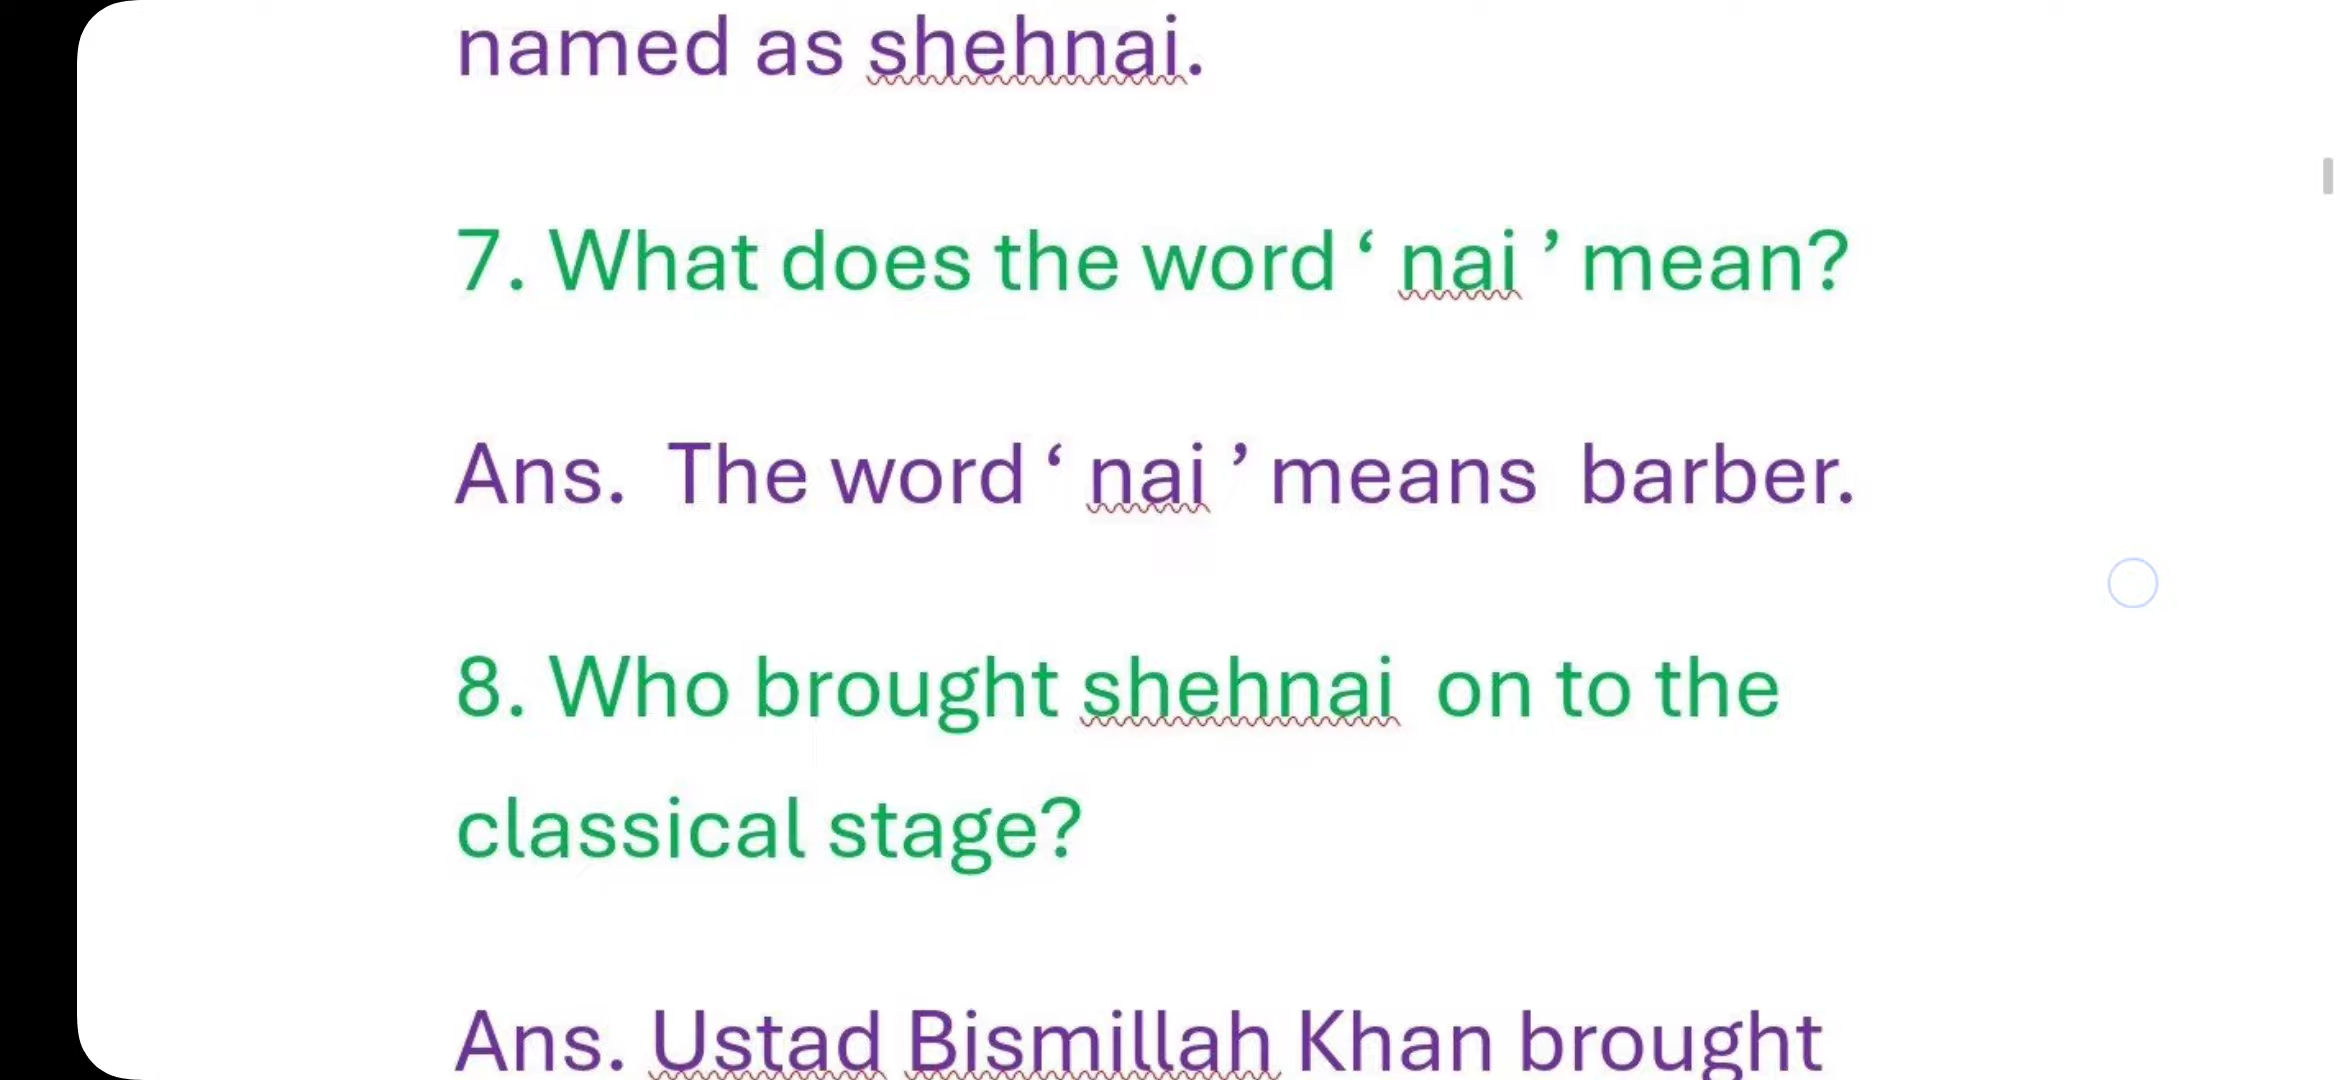 named as shehnai.
7. What does the word ‘ nai ’ mean?
Ans.  The word ‘ nai ’ means  barber.
8. Who brought shehnai  on to the
classical stage?
Ans. Ustad Bismillah Khan brought